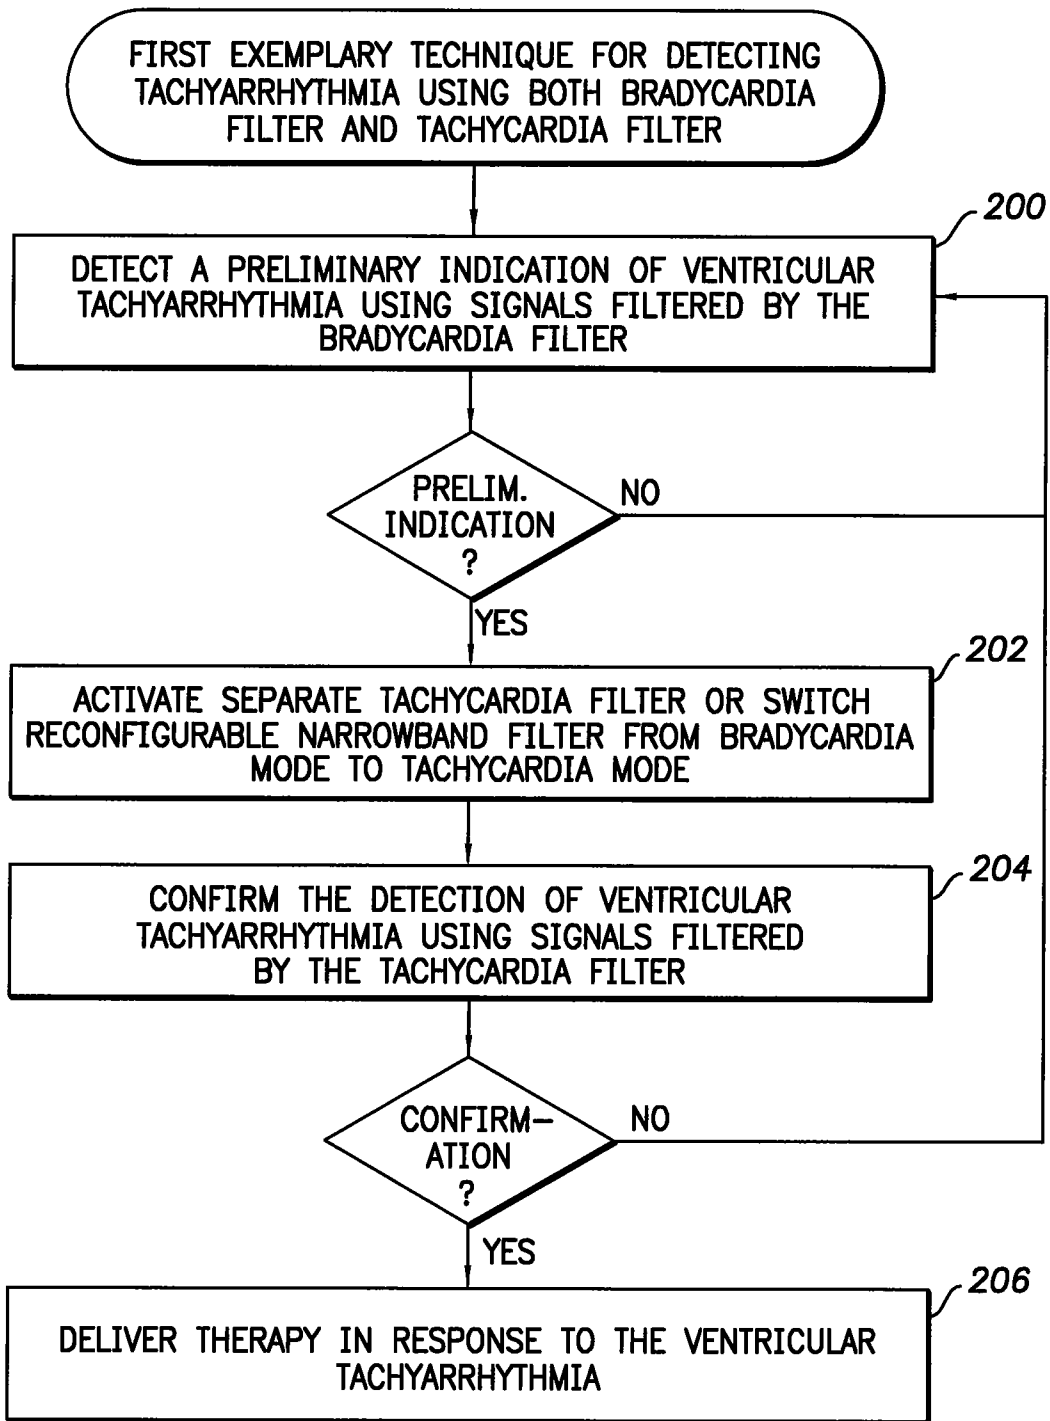 FIRST EXEMPLARY TECHNIQUE FOR DETECTING
TACHYARRHYTHMIA USING BOTH BRADYCARDIA
FILTER AND TACHYCARDIA FILTER
200
DETECT A PRELIMINARY INDICATION OF VENTRICULAR
TACHYARRHYTHMIA USING SIGNALS FILTERED BY THE
BRADYCARDIA FILTER
PRELIM.
INDICATION
?
NO
YES
202
ACTIVATE SEPARATE TACHYCARDIA FILTER OR SWITCH
RECONFIGURABLE NARROWBAND FILTER FROM BRADYCARDIA
MODE TO TACHYCARDIA MODE
204
CONFIRM THE DETECTION OF VENTRICULAR
TACHYARRHYTHMIA USING SIGNALS FILTERED
BY THE TACHYCARDIA FILTER
CONFIRM-
ATION
?
NO
YES
206
DELIVER THERAPY IN RESPONSE TO THE VENTRICULAR
TACHYARRHYTHMIA